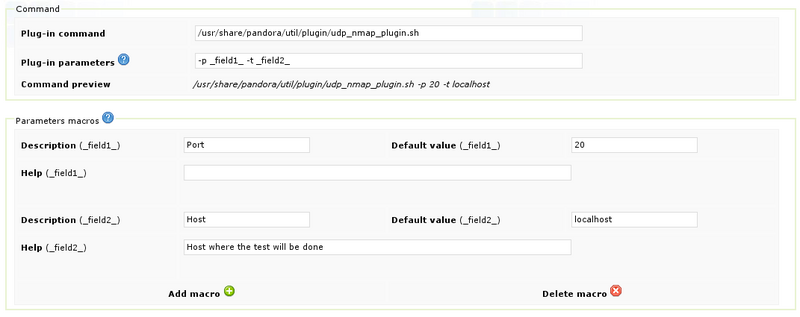 Command
Plug-in command /usr/share/pandora/util/plugin/udp_nmap_plugin.sh
Plug-in parameters ? -p _field1_ -t _field2_
Command preview /usr/share/pandora/util/plugin/udp_nmap_plugin.sh -p 20 -t localhost
Parameters macros ?
Description (_field1_) Port Default value (_field1_) 20
Help (_field1_)
Description (_field2_) Host Default value (_field2_) localhost
Help (_field2_) Host where the test will be done
Add macro Delete macro